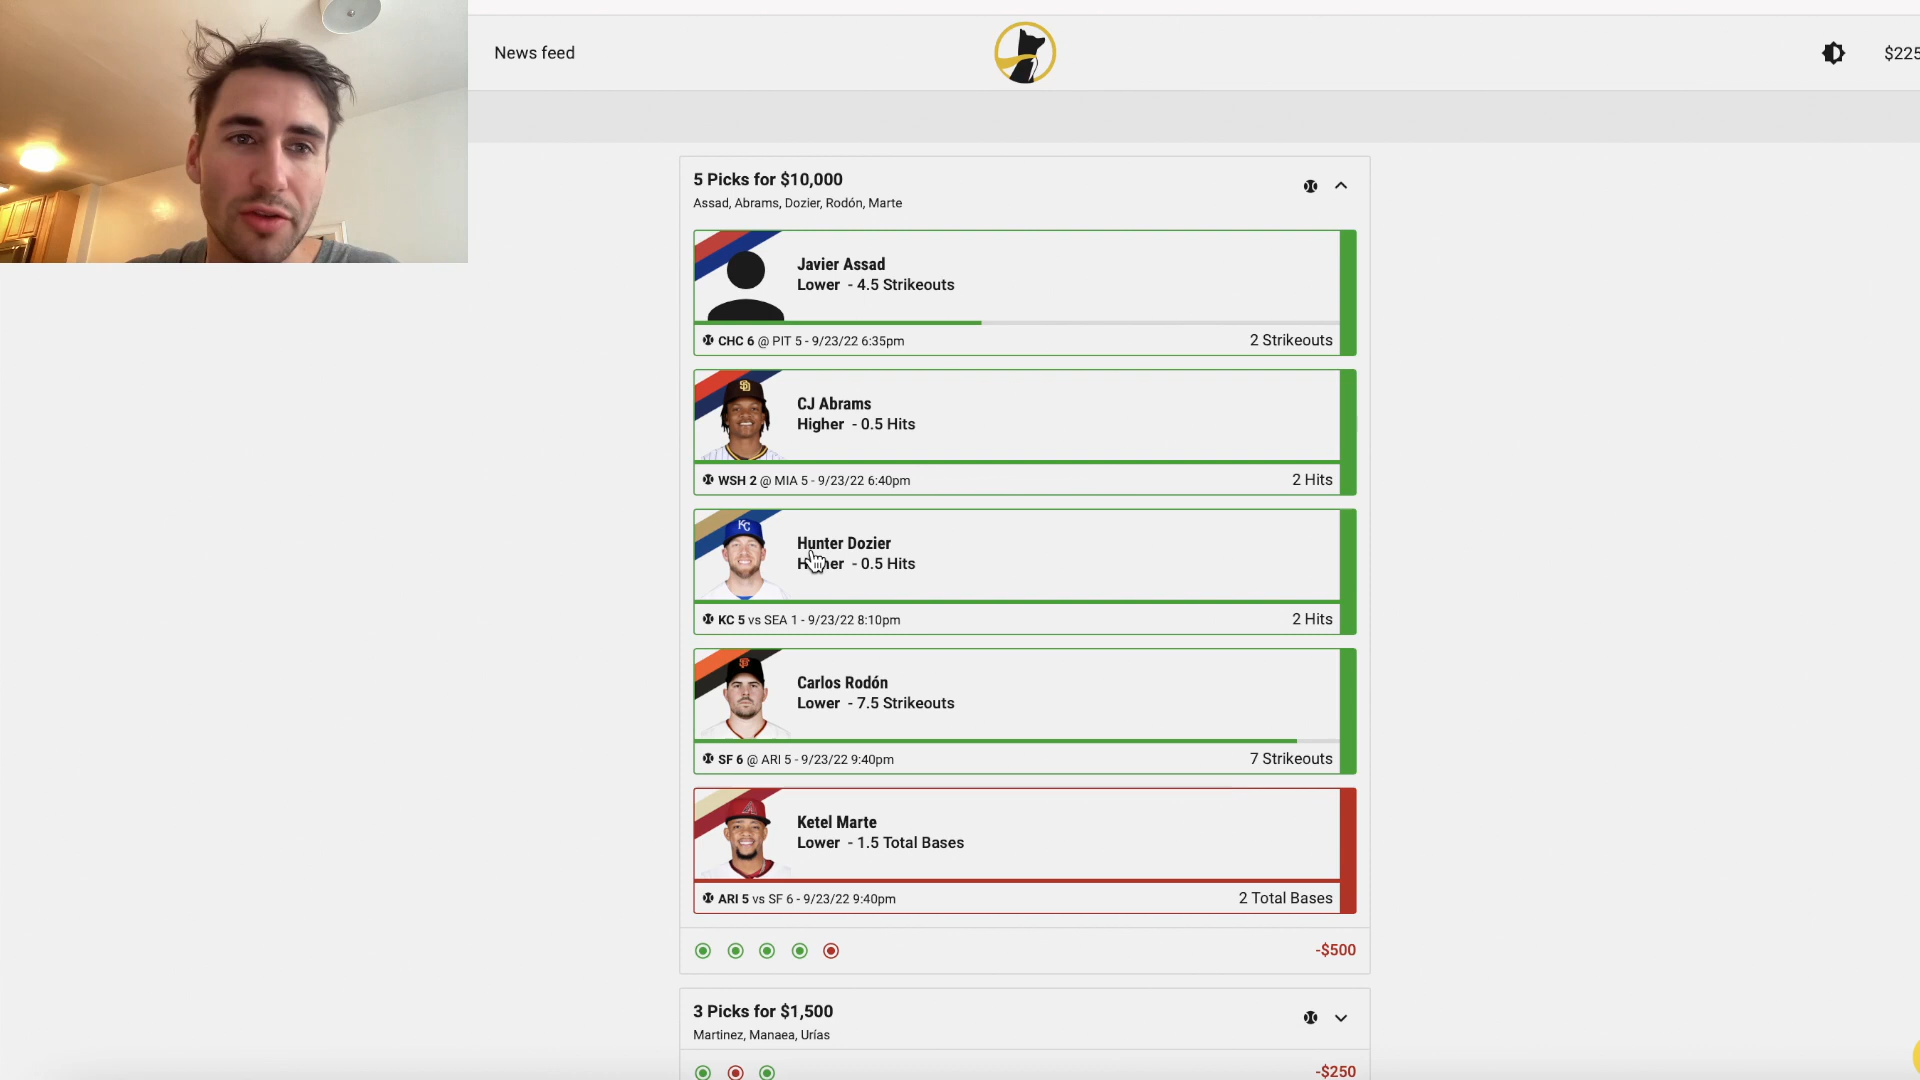 News feed
$225
5 Picks for $10,000
Assad, Abrams, Dozier, Rodón, Marte
Javier Assad
Lower - 4.5 Strikeouts
CHC 6 @ PIT 5 - 9/23/22 6:35pm
2 Strikeouts
CJ Abrams
Higher - 0.5 Hits
WSH 2 @ MIA 5 - 9/23/22 6:40pm
2 Hits
KC
Hunter Dozier
Higher - 0.5 Hits
KC 5 vs SEA 1 - 9/23/22 8:10pm
2 Hits
Carlos Rodón
Lower - 7.5 Strikeouts
SF 6 @ ARI 5 - 9/23/22 9:40pm
7 Strikeouts
Ketel Marte
Lower - 1.5 Total Bases
ARI 5 vs SF 6 - 9/23/22 9:40pm
2 Total Bases
-$500
3 Picks for $1,500
Martinez, Manaea, Urías
-$250